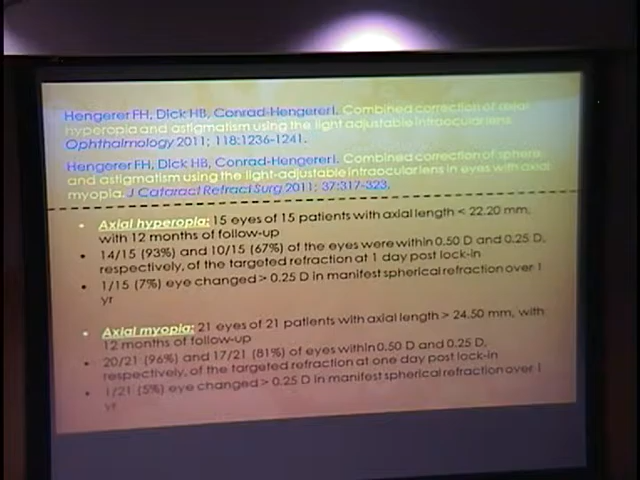 Hengerer FH, Dick HB, Conrad-Hengerer I. Combined correction of axial
hyperopia and astigmatism using the light adjustable intraocular lens.
Ophthalmology 2011; 118:1236-1241.
Hengerer FH, Dick HB, Conrad-Hengerer I. Combined correction of sphere
and astigmatism using the light-adjustable intraocular lens in eyes with axial
myopia. J Cataract Refract Surg 2011; 37:317-323.
• Axial hyperopia: 15 eyes of 15 patients with axial length < 22.20 mm,
with 12 months of follow-up
• 14/15 (93%) and 10/15 (67%) of the eyes were within 0.50 D and 0.25 D,
respectively, of the targeted refraction at 1 day post lock-in
• 1/15 (7%) eye changed > 0.25 D in manifest spherical refraction over 1
yr
• Axial myopia: 21 eyes of 21 patients with axial length > 24.50 mm, with
12 months of follow-up
• 20/21 (96%) and 17/21 (81%) of eyes within 0.50 D and 0.25 D,
respectively, of the targeted refraction at one day post lock-in
• 1/21 (5%) eye changed > 0.25 D in manifest spherical refraction over 1
yr